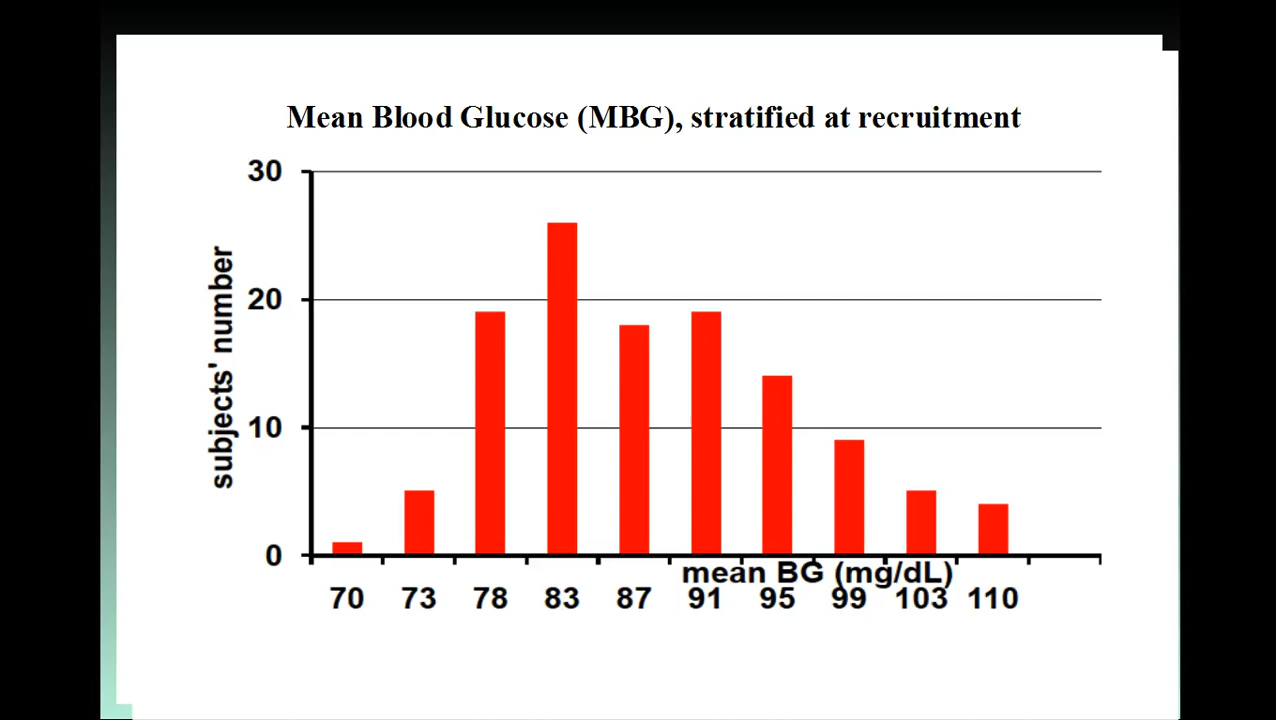 Mean Blood Glucose (MBG), stratified at recruitment
30
20
10
0
subjects' number
mean BG (mg/dL)
70 73 78 83 87 91 95 99 103 110